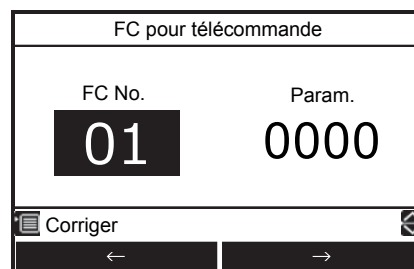 FC pour télécommande
FC No. Param.
01 0000
Corriger
← →